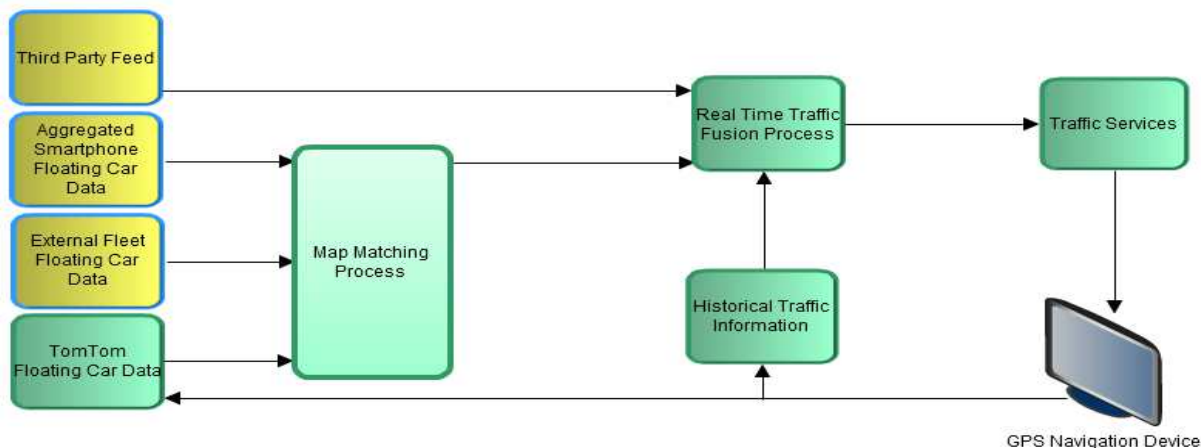 Third Party Feed
Aggregated
Smartphone
Floating Car
Data
External Fleet
Floating Car
Data
TomTom
Floating Car Data
Map Matching
Process
Real Time Traffic
Fusion Process
Historical Traffic
Information
Traffic Services
GPS Navigation Device